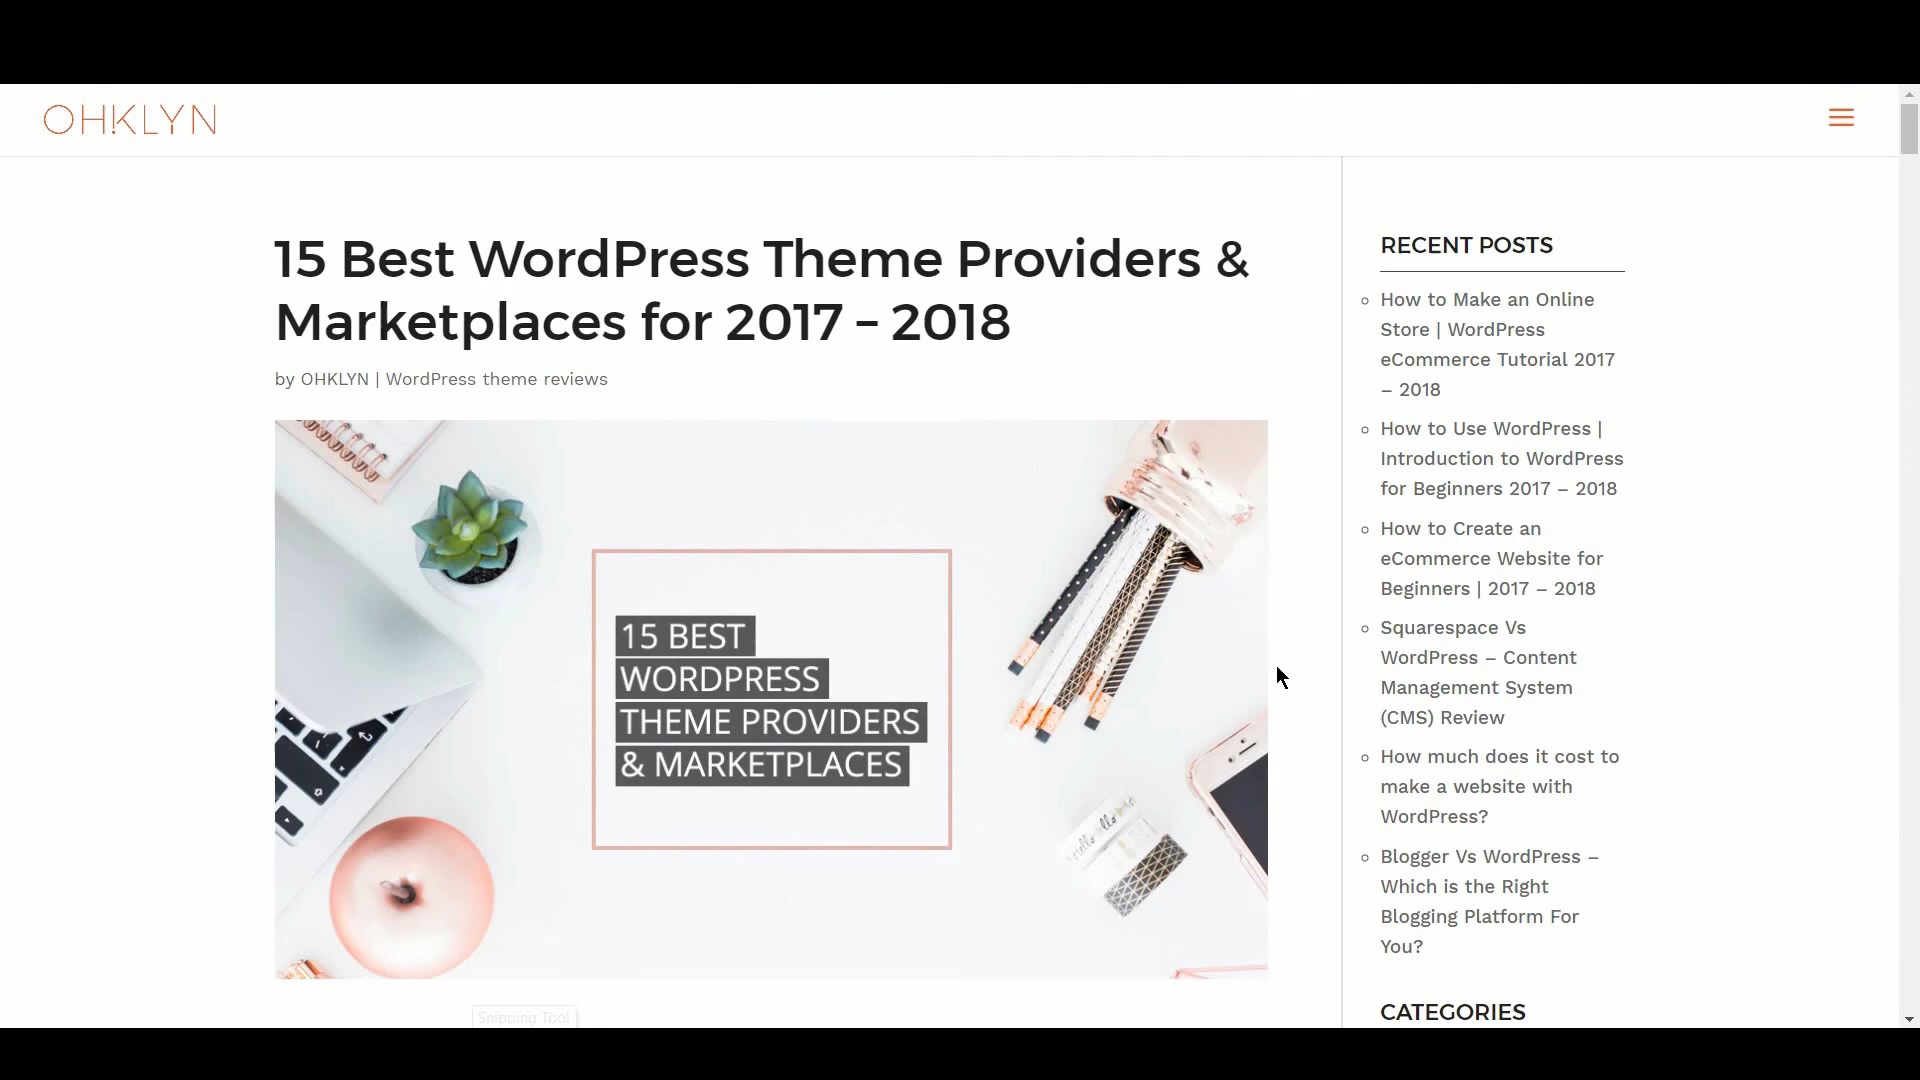 OHKLYN
15 Best WordPress Theme Providers &
Marketplaces for 2017 – 2018
by OHKLYN | WordPress theme reviews
15 BEST
WORDPRESS
THEME PROVIDERS
& MARKETPLACES
Hello
Snipping Tool
RECENT POSTS
How to Make an Online
Store | WordPress
eCommerce Tutorial 2017
– 2018
How to Use WordPress |
Introduction to WordPress
for Beginners 2017 – 2018
How to Create an
eCommerce Website for
Beginners | 2017 – 2018
Squarespace Vs
WordPress – Content
Management System
(CMS) Review
How much does it cost to
make a website with
WordPress?
Blogger Vs WordPress –
Which is the Right
Blogging Platform For
You?
CATEGORIES